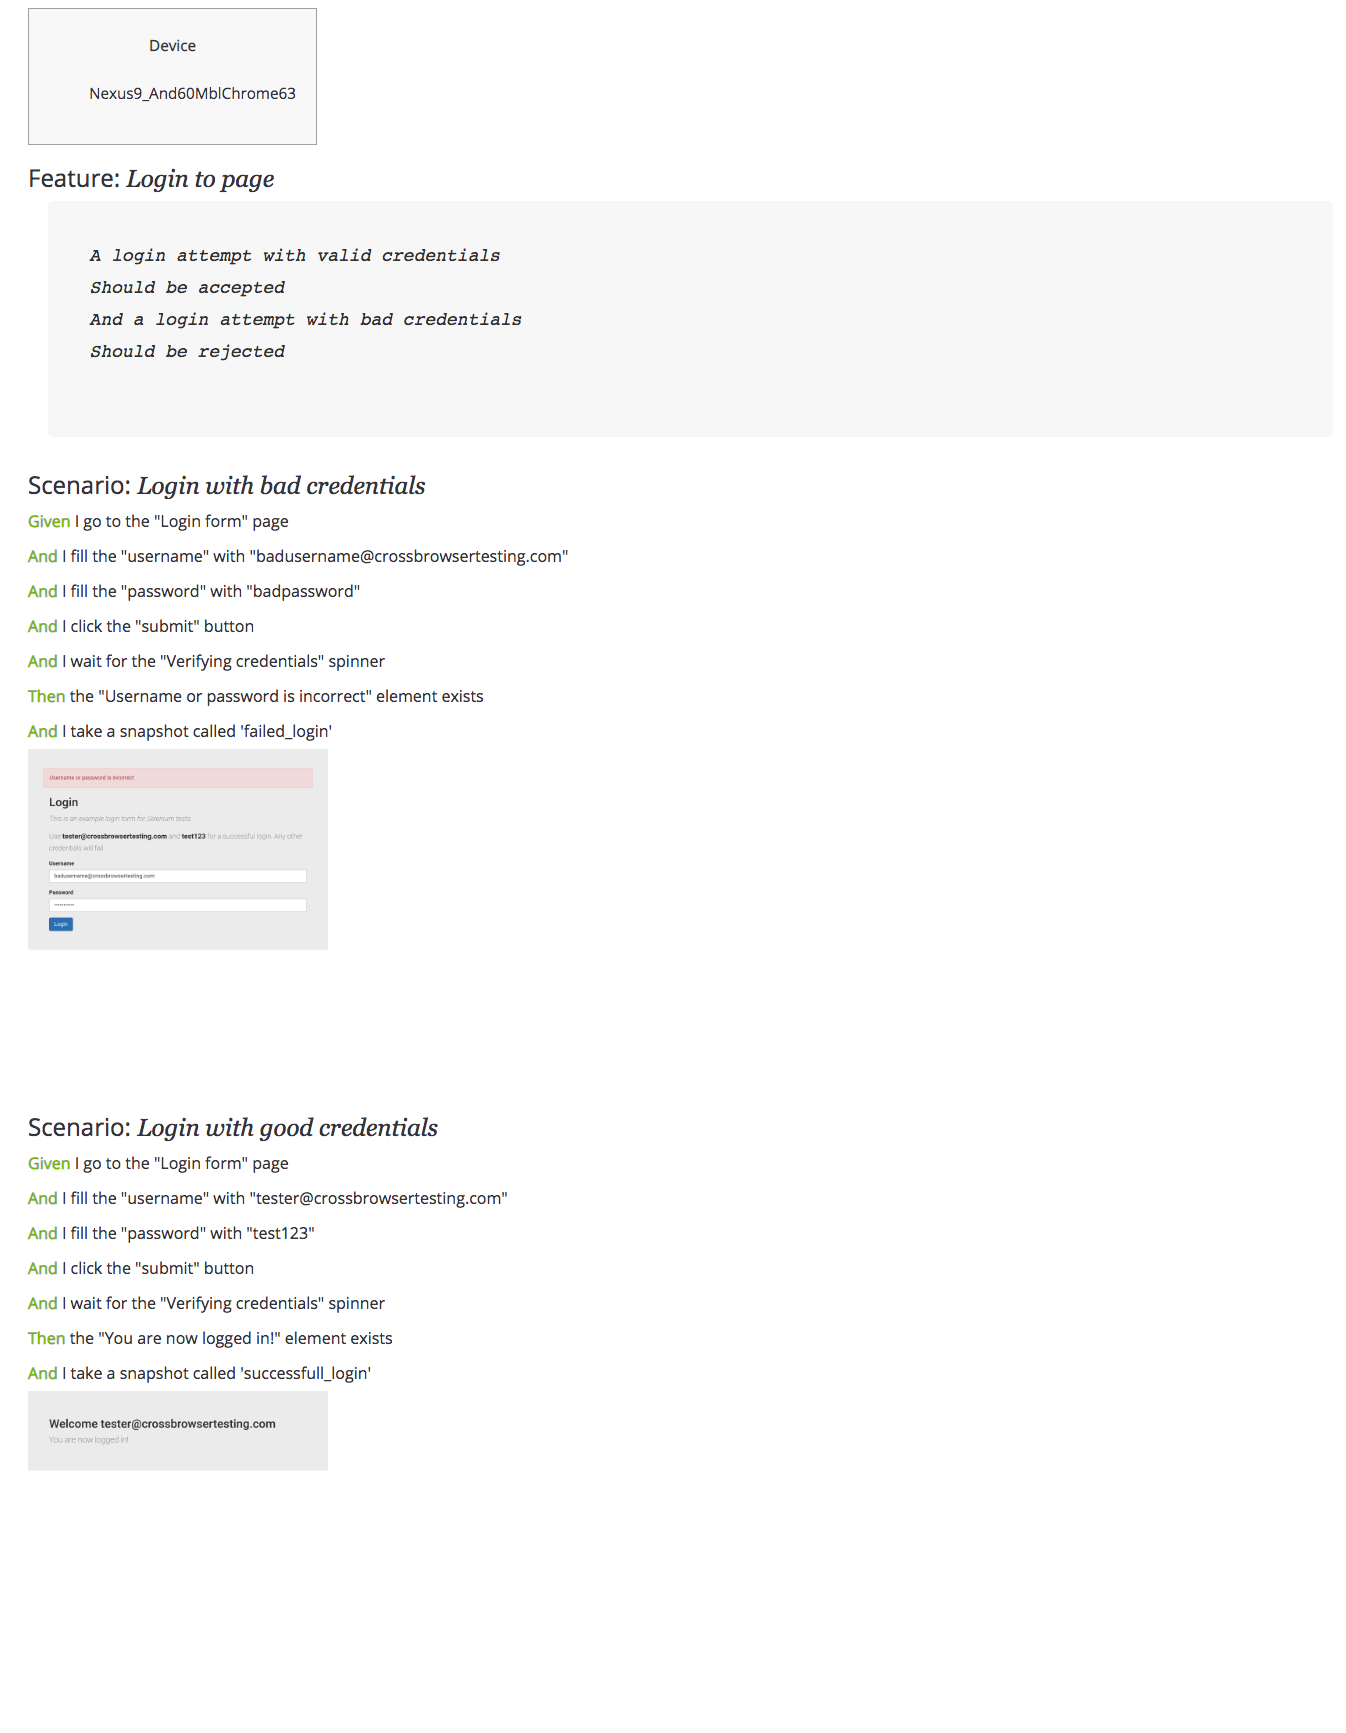 Device
Nexus9_And60MblChrome63
Feature: Login to page
A login attempt with valid credentials
Should be accepted
And a login attempt with bad credentials
Should be rejected
Scenario: Login with bad credentials
Given I go to the "Login form" page
And I fill the "username" with "badusername@crossbrowsertesting.com"
And I fill the "password" with "badpassword"
And I click the "submit" button
And I wait for the "Verifying credentials" spinner
Then the "Username or password is incorrect" element exists
And I take a snapshot called 'failed_login'
Username or password is incorrect
Login
This is an example login form for Selenium tests.
Use tester@crossbrowsertesting.com and test123 for a successful login. Any other
credentials will fail.
Username
badusername@crossbrowsertesting.com
Password
•••••••••••
Login
Scenario: Login with good credentials
Given I go to the "Login form" page
And I fill the "username" with "tester@crossbrowsertesting.com"
And I fill the "password" with "test123"
And I click the "submit" button
And I wait for the "Verifying credentials" spinner
Then the "You are now logged in!" element exists
And I take a snapshot called 'successfull_login'
Welcome tester@crossbrowsertesting.com
You are now logged in!